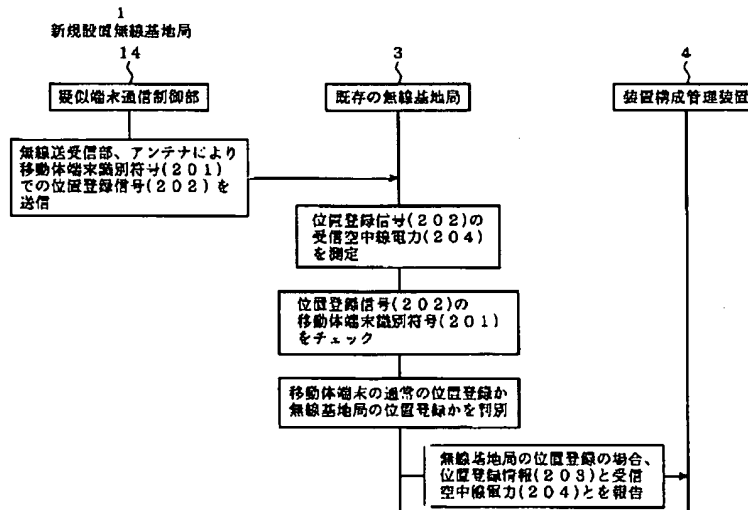 1
新規設置無線基地局
14
3
4
疑似端末通信制御部
既存の無線基地局
装置構成管理装置
無線送受信部、アンテナにより
移動体端末識別符号(201)
での位置登録信号(202)を
送信
位置登録信号(202)の
受信空中線電力(204)
を測定
位置登録信号(202)の
移動体端末識別符号(201)
をチェック
移動体端末の通常の位置登録か
無線基地局の位置登録かを判別
無線基地局の位置登録の場合、
位置登録情報(203)と受信
空中線電力(204)とを報告